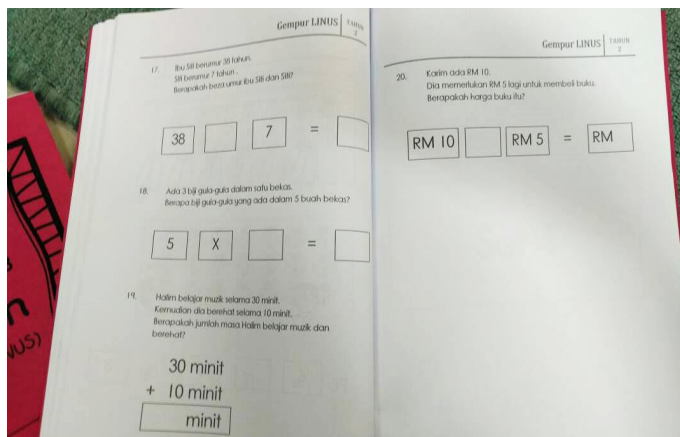 Gempur LINUS TAHUN 2
17. Ibu Siti berumur 38 tahun.
Siti berumur 7 tahun.
Berapakah beza umur ibu Siti dan Siti?
38 7 =
18. Ada 3 biji gula-gula dalam satu bekas.
Berapa biji gula-gula yang ada dalam 5 buah bekas?
5 X =
19. Halim belajar muzik selama 30 minit.
Kemudian dia berehat selama 10 minit.
Berapakah jumlah masa Halim belajar muzik dan
berehat?
30 minit
+ 10 minit
minit
Gempur LINUS TAHUN 2
20. Karim ada RM 10.
Dia memerlukan RM 5 lagi untuk membeli buku.
Berapakah harga buku itu?
RM 10 RM 5 = RM
n
NUS)